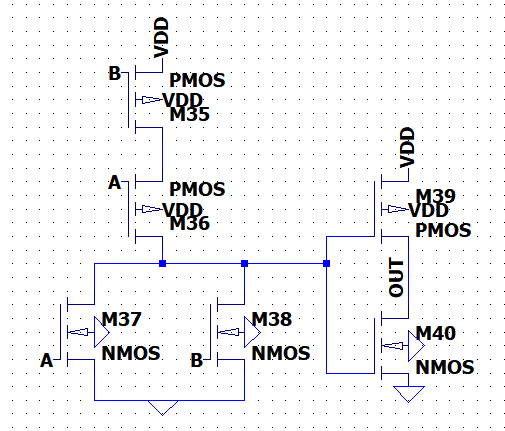 VDD
B
PMOS
VDD
M35
A
PMOS
VDD
M36
VDD
M39
VDD
PMOS
OUT
M37
NMOS
A
M38
NMOS
B
M40
NMOS